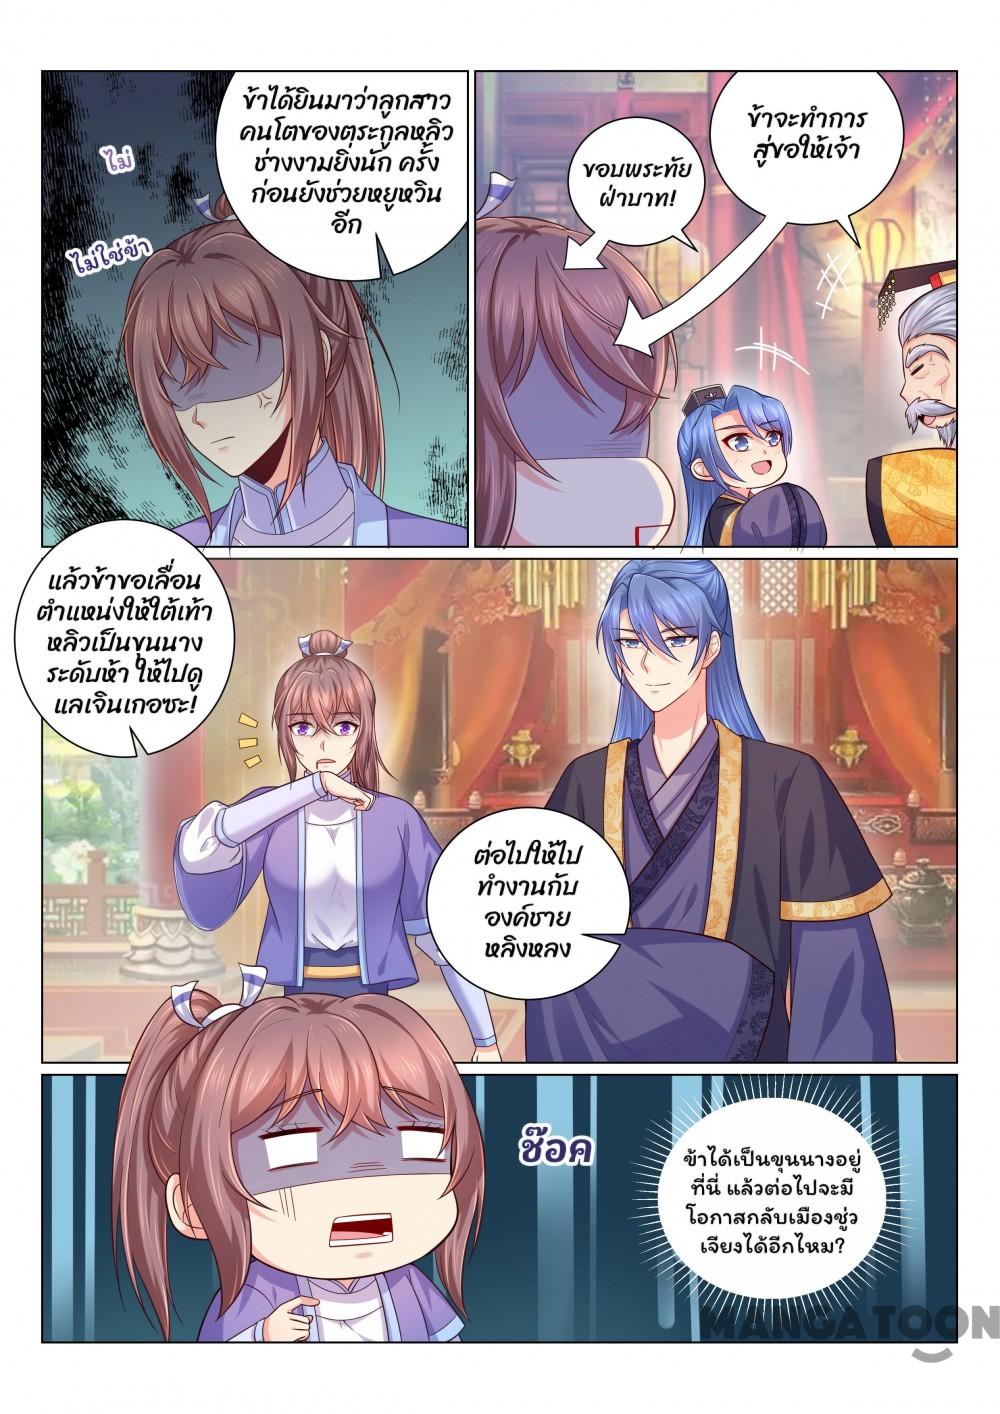 ข้าได้ยินมาว่าลูกสาว
คนโตของตระกูลหลิว
ช่างงามยิ่งนัก ครั้ง
ก่อนยังช่วยหยูหวิน
อีก
ไม่
ไม่ใช่ข้า
ข้าจะทำการ
สู่ขอให้เจ้า
ขอบพระทัย
ฝ่าบาท!
แล้วข้าขอเลื่อน
ตำแหน่งให้ใต้เท้า
หลิวเป็นขุนนาง
ระดับห้า ให้ไปดู
แลเจินเกอซะ!
ต่อไปให้ไป
ทำงานกับ
องค์ชาย
หลิงหลง
ช๊อค
ข้าได้เป็นขุนนางอยู่
ที่นี่ แล้วต่อไปจะมี
โอกาสกลับเมืองชู่ว
เจียงได้อีกไหม?
MANGATOON